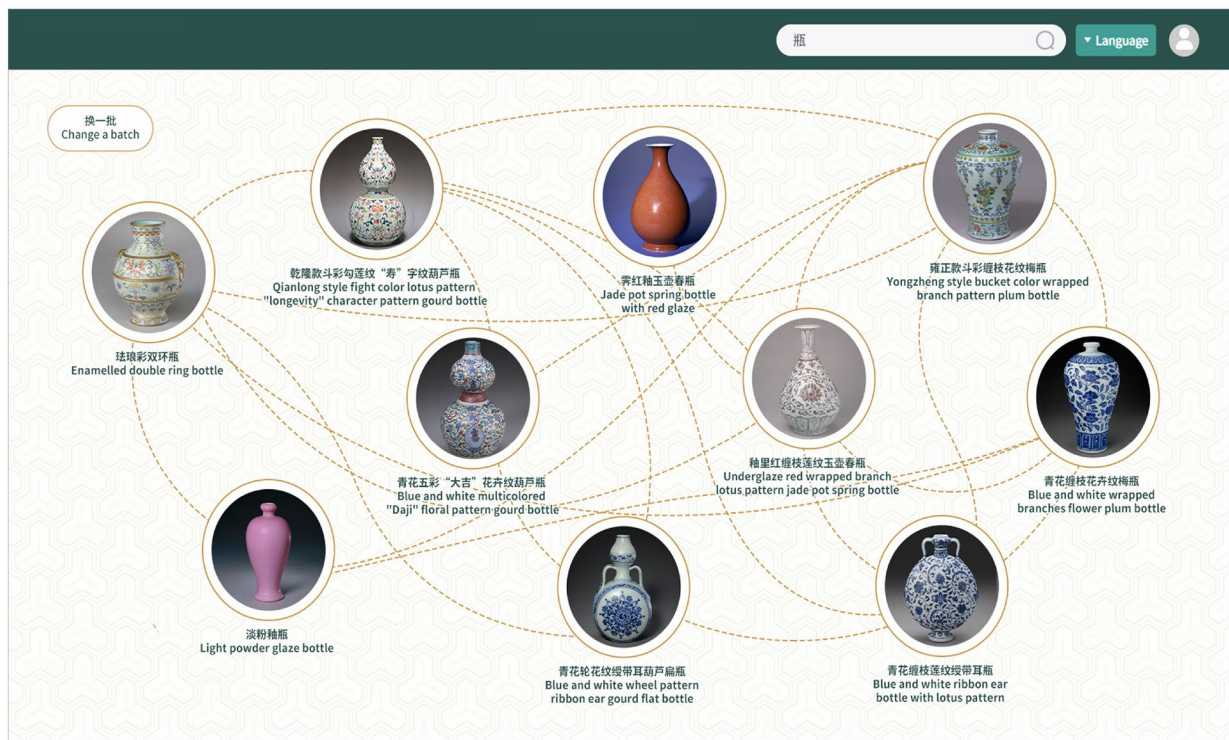 瓶
Language
换一批
Change a batch
乾隆款斗彩勾莲纹“寿”字纹葫芦瓶
Qianlong style fight color lotus pattern
"longevity" character pattern gourd bottle
霁红釉玉壶春瓶
Jade pot spring bottle
with red glaze
雍正款斗彩缠枝花纹梅瓶
Yongzheng style bucket color wrapped
branch pattern plum bottle
珐琅彩双环瓶
Enamelled double ring bottle
青花五彩“大吉”花卉纹葫芦瓶
Blue and white multicolored
"Daji" floral pattern gourd bottle
釉里红缠枝莲纹玉壶春瓶
Underglaze red wrapped branch
lotus pattern jade pot spring bottle
青花缠枝花卉纹梅瓶
Blue and white wrapped
branches flower plum bottle
淡粉釉瓶
Light powder glaze bottle
青花轮花纹绶带耳葫芦扁瓶
Blue and white wheel pattern
ribbon ear gourd flat bottle
青花缠枝莲纹绶带耳瓶
Blue and white ribbon ear
bottle with lotus pattern